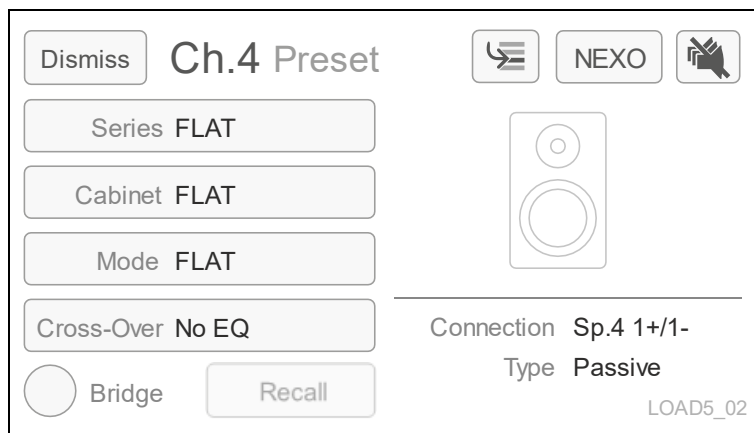 Dismiss Ch.4 Preset NEXO
Series FLAT
Cabinet FLAT
Mode FLAT
Cross-Over No EQ
Bridge Recall
Connection Sp.4 1+/1-
Type Passive
LOAD5_02